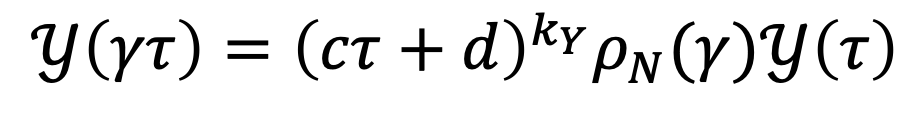 𝒴(γτ) = (cτ + d)^{k_Y} ρ_N(γ)𝒴(τ)